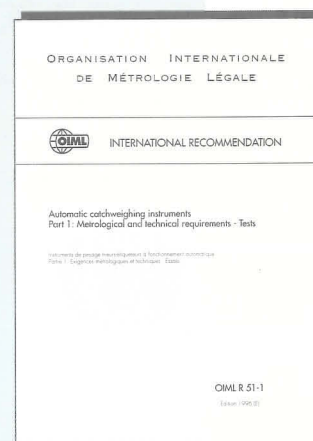 ORGANISATION INTERNATIONALE
DE MÉTROLOGIE LÉGALE
OIML
INTERNATIONAL RECOMMENDATION
Automatic catchweighing instruments
Part 1: Metrological and technical requirements - Tests
Instruments de pesage trieurs-étiqueteurs à fonctionnement automatique
Partie 1: Exigences métrologiques et techniques - Essais
OIML R 51-1
Edition 1996 (E)